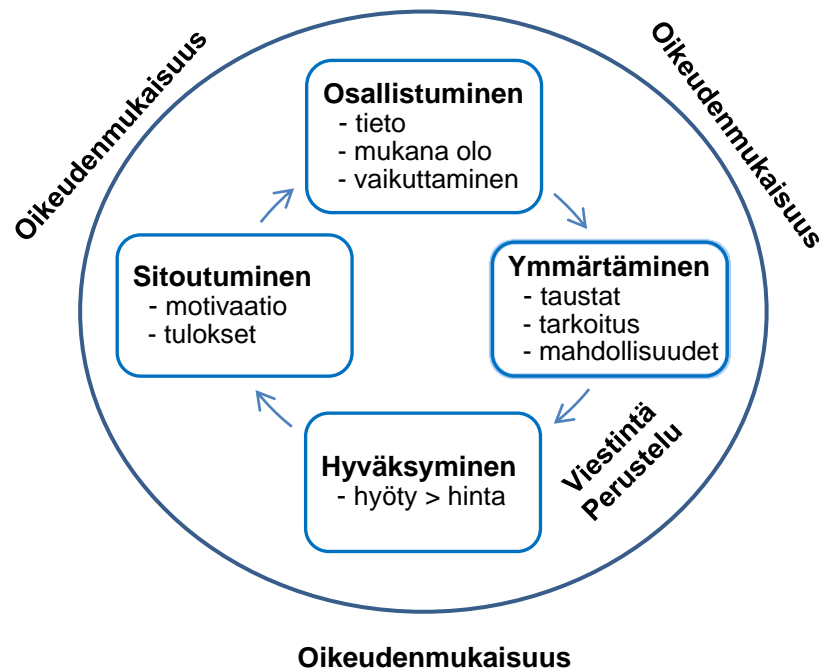 Oikeudenmukaisuus
Oikeudenmukaisuus
Osallistuminen
- tieto
- mukana olo
- vaikuttaminen
Sitoutuminen
- motivaatio
- tulokset
Ymmärtäminen
- taustat
- tarkoitus
- mahdollisuudet
Hyväksyminen
- hyöty > hinta
Viestintä
Perustelu
Oikeudenmukaisuus